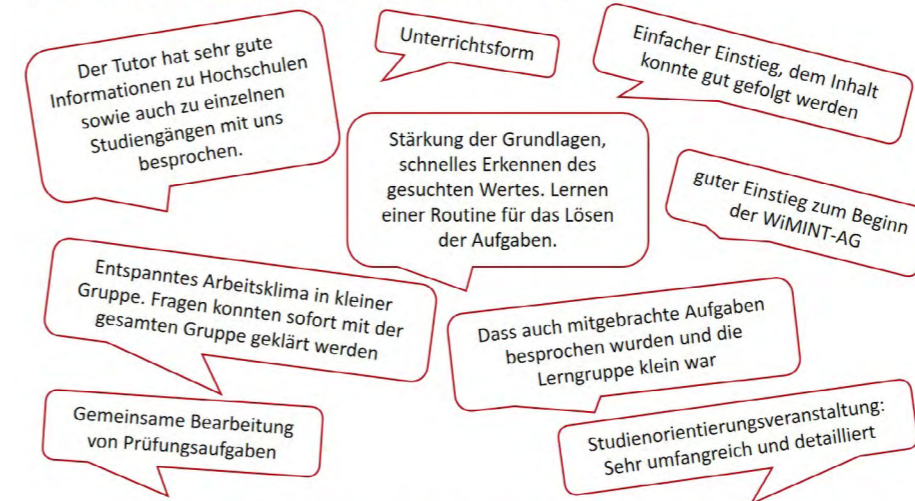 Der Tutor hat sehr gute
Informationen zu Hochschulen
sowie auch zu einzelnen
Studiengängen mit uns
besprochen.
Unterrichtsform
Einfacher Einstieg, dem Inhalt
konnte gut gefolgt werden
Stärkung der Grundlagen,
schnelles Erkennen des
gesuchten Wertes. Lernen
einer Routine für das Lösen
der Aufgaben.
guter Einstieg zum Beginn
der WiMINT-AG
Entspanntes Arbeitsklima in kleiner
Gruppe. Fragen konnten sofort mit der
gesamten Gruppe geklärt werden
Dass auch mitgebrachte Aufgaben
besprochen wurden und die
Lerngruppe klein war
Gemeinsame Bearbeitung
von Prüfungsaufgaben
Studienorientierungsveranstaltung:
Sehr umfangreich und detailliert